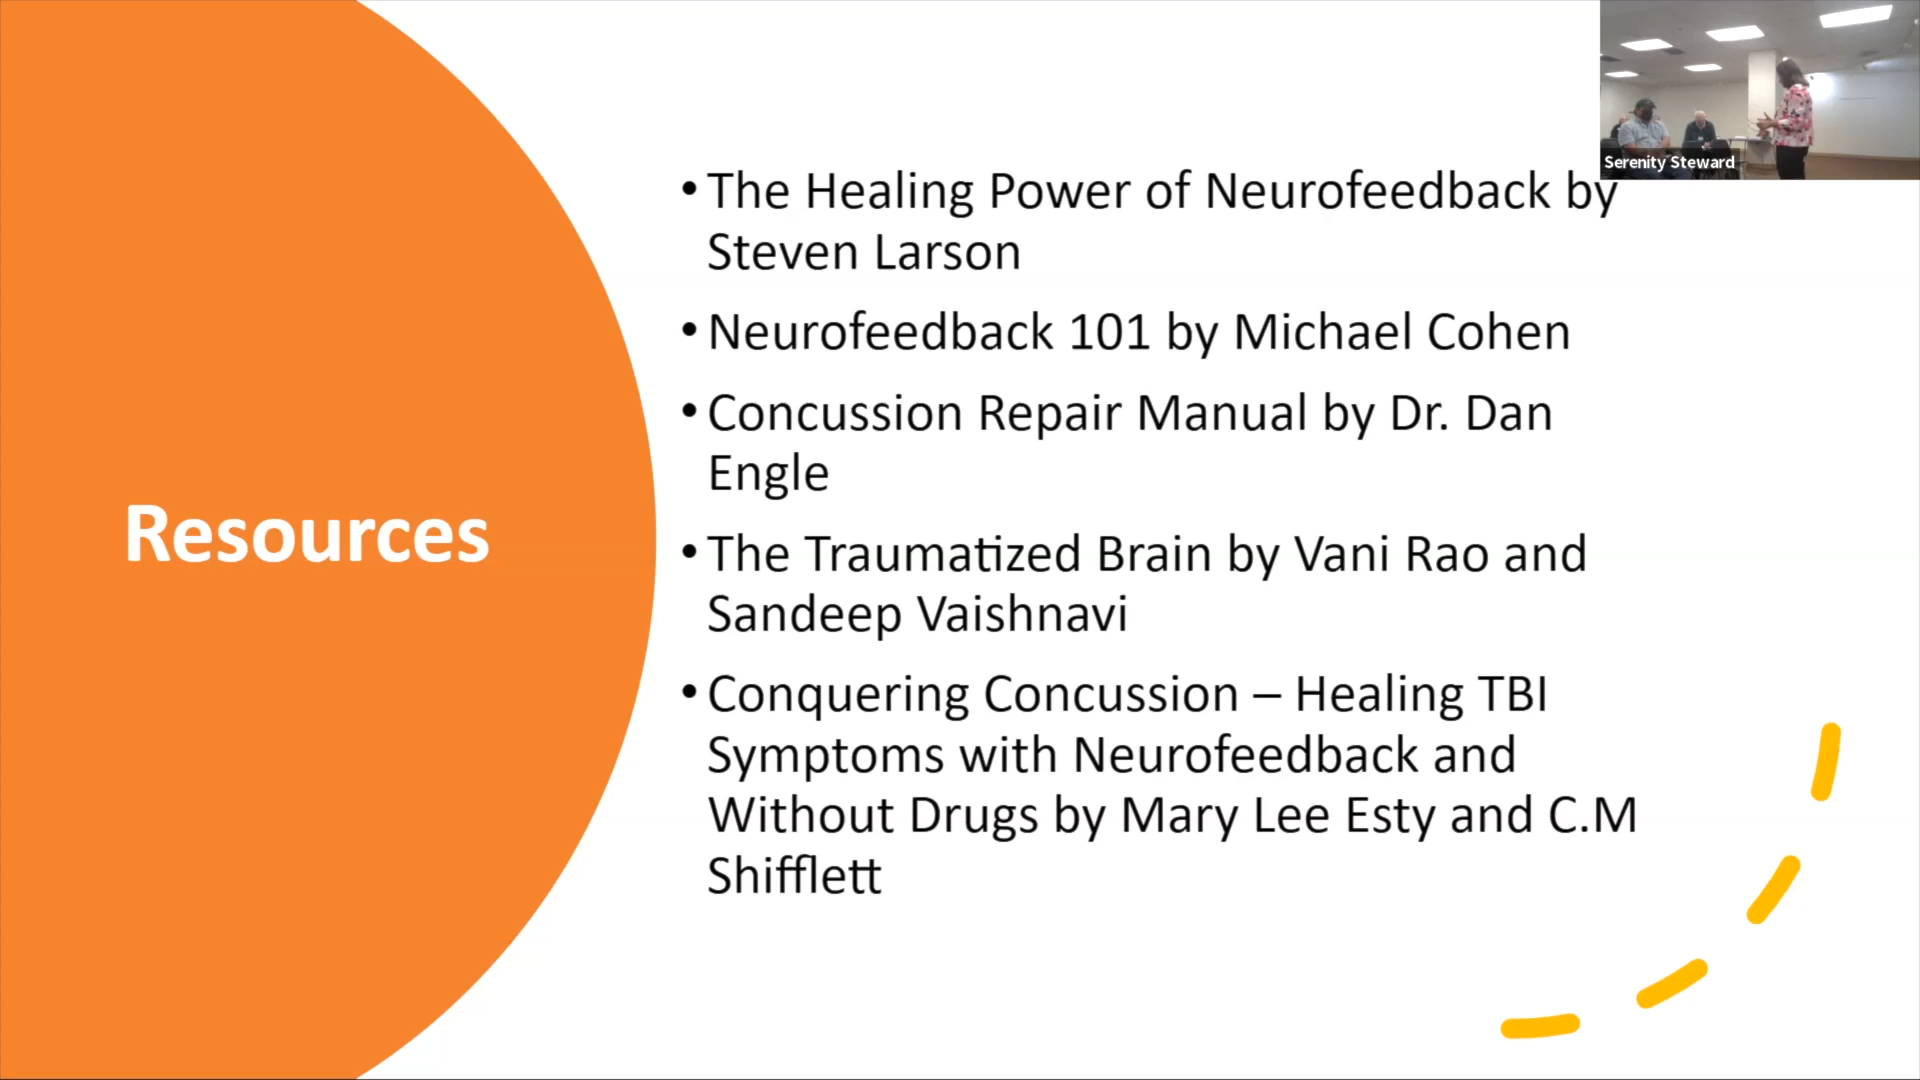 Serenity Steward
Resources
• The Healing Power of Neurofeedback by
Steven Larson
• Neurofeedback 101 by Michael Cohen
• Concussion Repair Manual by Dr. Dan
Engle
• The Traumatized Brain by Vani Rao and
Sandeep Vaishnavi
• Conquering Concussion – Healing TBI
Symptoms with Neurofeedback and
Without Drugs by Mary Lee Esty and C.M
Shifflett